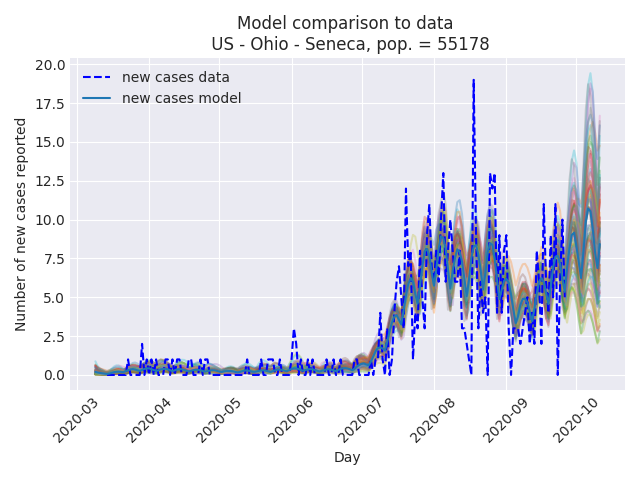 Model comparison to data
US - Ohio - Seneca, pop. = 55178
new cases data
new cases model
Number of new cases reported
20.0
17.5
15.0
12.5
10.0
7.5
5.0
2.5
0.0
2020-03
2020-04
2020-05
2020-06
2020-07
2020-08
2020-09
2020-10
Day